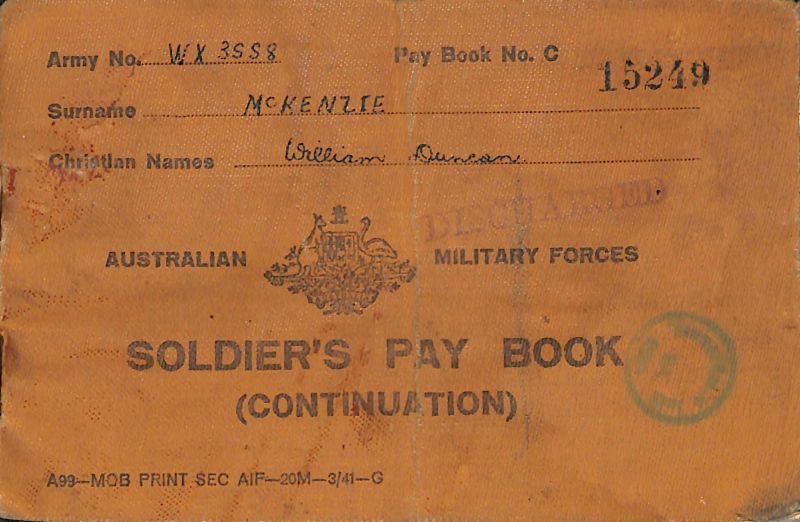 Army No. WX 3558
Pay Book No. C 15249
Surname McKENZIE
Christian Names William Duncan
DISCHARGED
AUSTRALIAN MILITARY FORCES
SOLDIER'S PAY BOOK
(CONTINUATION)
A99—MOB PRINT SEC AIF—20M—3/41—G